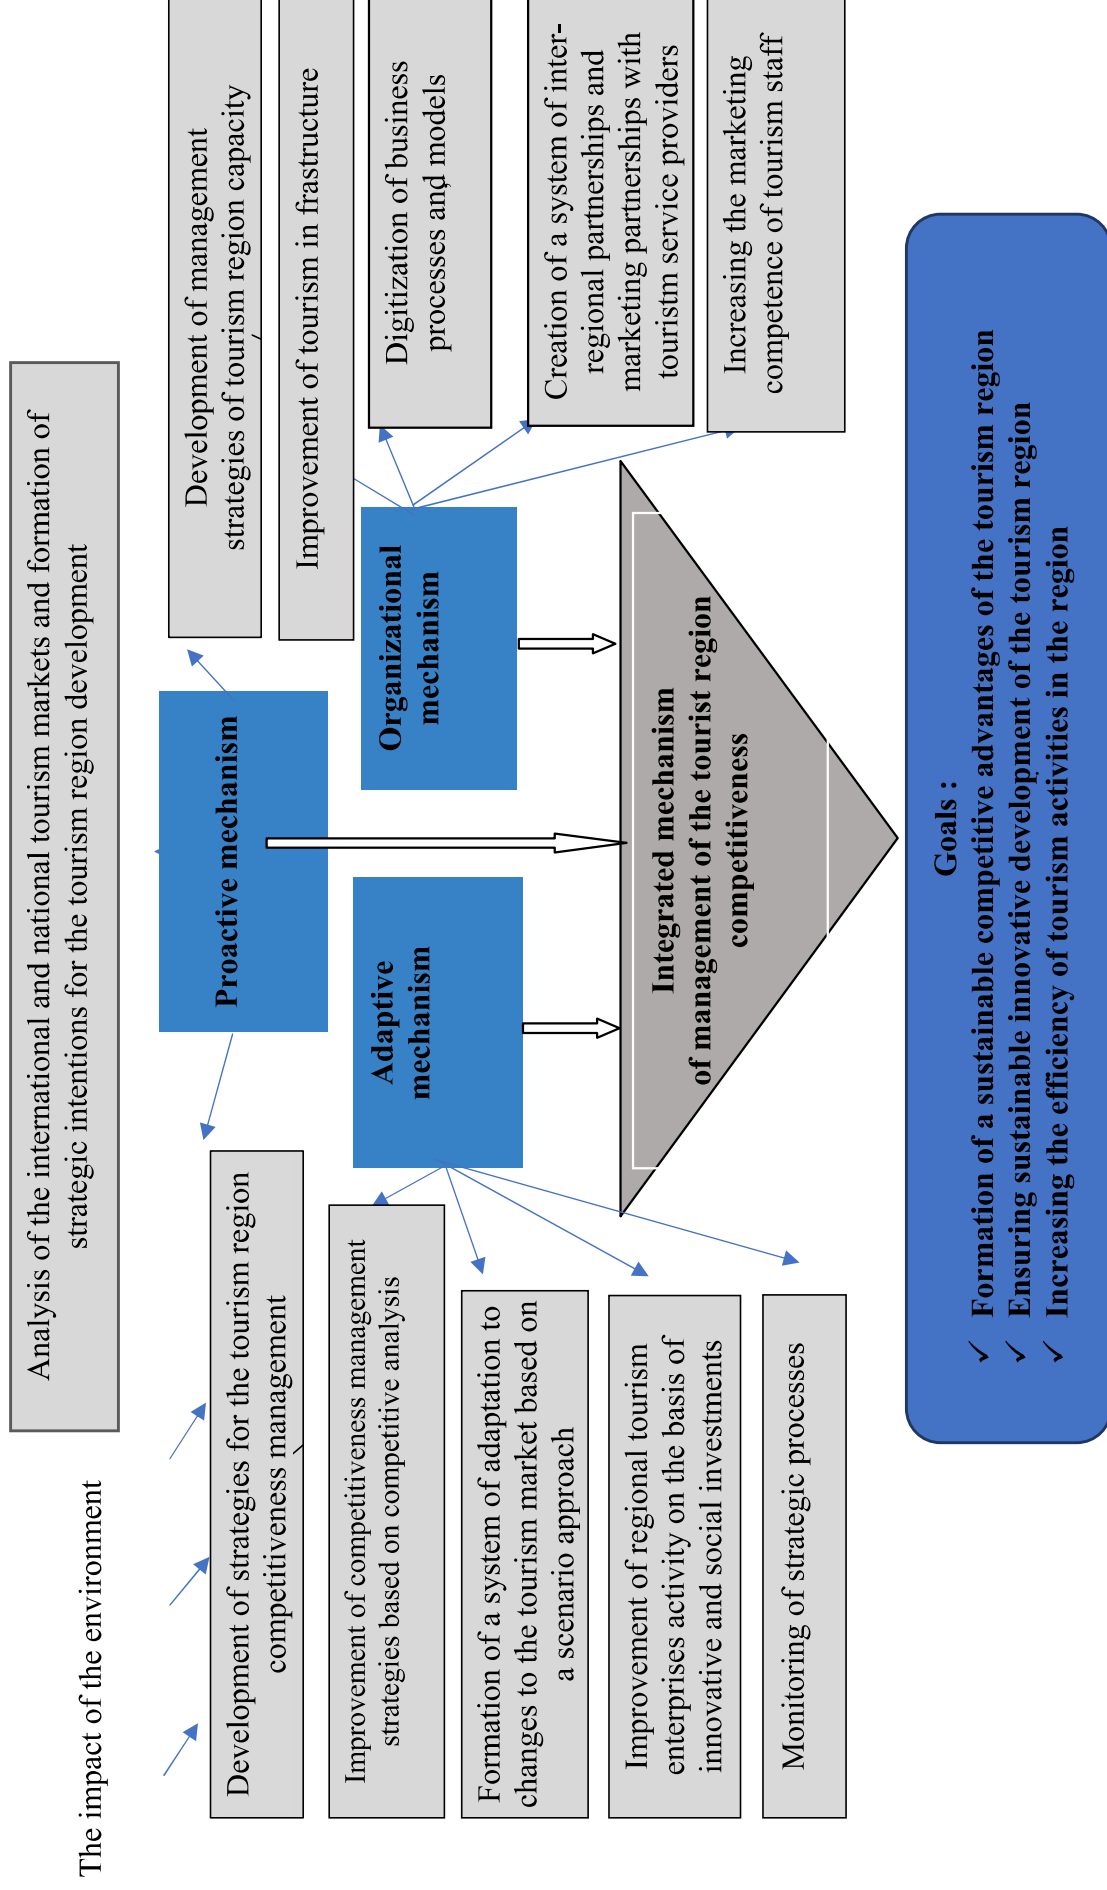 The impact of the environment
Analysis of the international and national tourism markets and formation of
strategic intentions for the tourism region development
Proactive mechanism
Development of strategies for the tourism region
competitiveness management
Development of management
strategies of tourism region capacity
Adaptive
mechanism
Improvement of competitiveness management
strategies based on competitive analysis
Formation of a system of adaptation to
changes to the tourism market based on
a scenario approach
Improvement of regional tourism
enterprises activity on the basis of
innovative and social investments
Monitoring of strategic processes
Organizational
mechanism
Improvement of tourism in frastructure
Digitization of business
processes and models
Creation of a system of inter-
regional partnerships and
marketing partnerships with
touristm service providers
Increasing the marketing
competence of tourism staff
Integrated mechanism
of management of the tourist region
competitiveness
Goals :
✓ Formation of a sustainable competitive advantages of the tourism region
✓ Ensuring sustainable innovative development of the tourism region
✓ Increasing the efficiency of tourism activities in the region